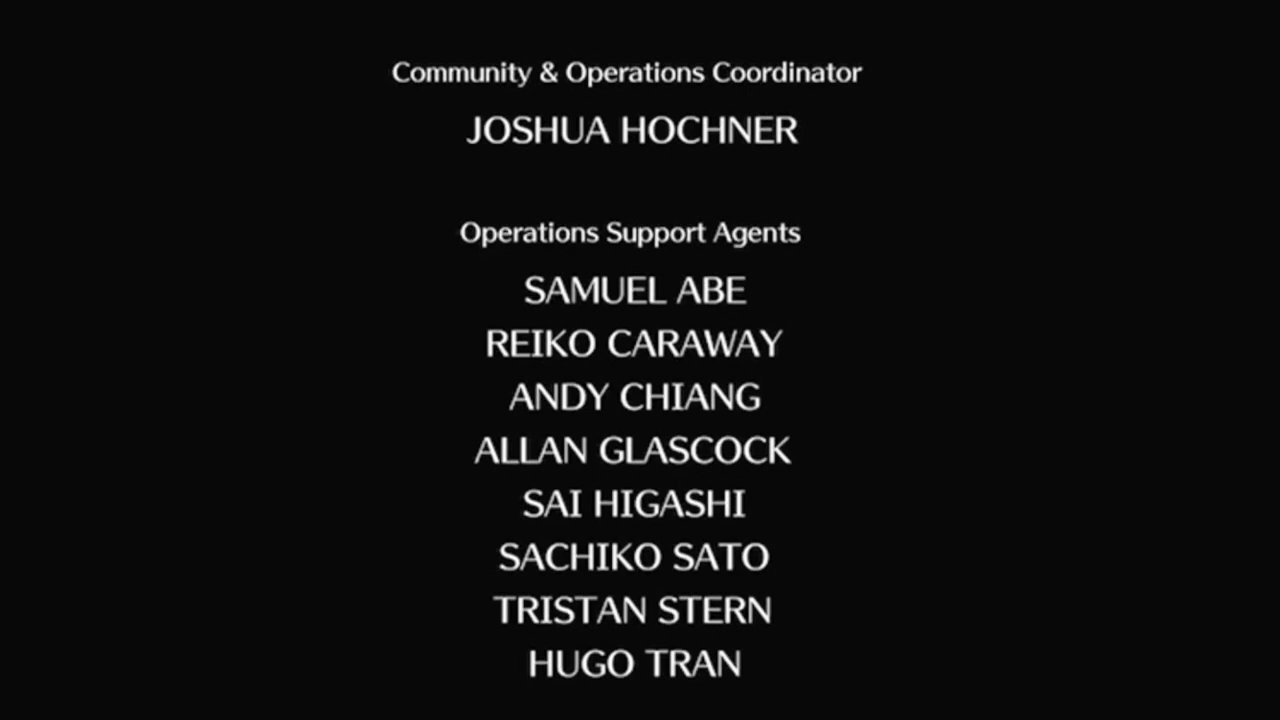 Community & Operations Coordinator
JOSHUA HOCHNER
Operations Support Agents
SAMUEL ABE
REIKO CARAWAY
ANDY CHIANG
ALLAN GLASCOCK
SAI HIGASHI
SACHIKO SATO
TRISTAN STERN
HUGO TRAN